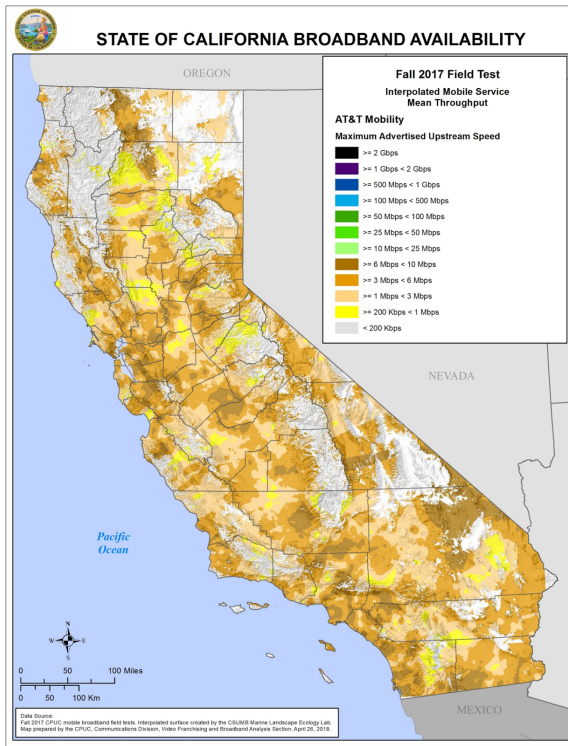 STATE OF CALIFORNIA BROADBAND AVAILABILITY
OREGON
Fall 2017 Field Test
Interpolated Mobile Service
Mean Throughput
AT&T Mobility
Maximum Advertised Upstream Speed
>= 2 Gbps
>= 1 Gbps < 2 Gbps
>= 500 Mbps < 1 Gbps
>= 100 Mbps < 500 Mbps
>= 50 Mbps < 100 Mbps
>= 25 Mbps < 50 Mbps
>= 10 Mbps < 25 Mbps
>= 6 Mbps < 10 Mbps
>= 3 Mbps < 6 Mbps
>= 1 Mbps < 3 Mbps
>= 200 Kbps < 1 Mbps
< 200 Kbps
NEVADA
Pacific
Ocean
N
W E
S
0 50 100 Miles
0 50 100 Km
MEXICO
Data Source:
Fall 2017 CPUC mobile broadband field tests. Interpolated surface created by the CSUMB Marine Landscape Ecology Lab.
Map prepared by the CPUC, Communications Division, Video Franchising and Broadband Analysis Section, April 26, 2018.